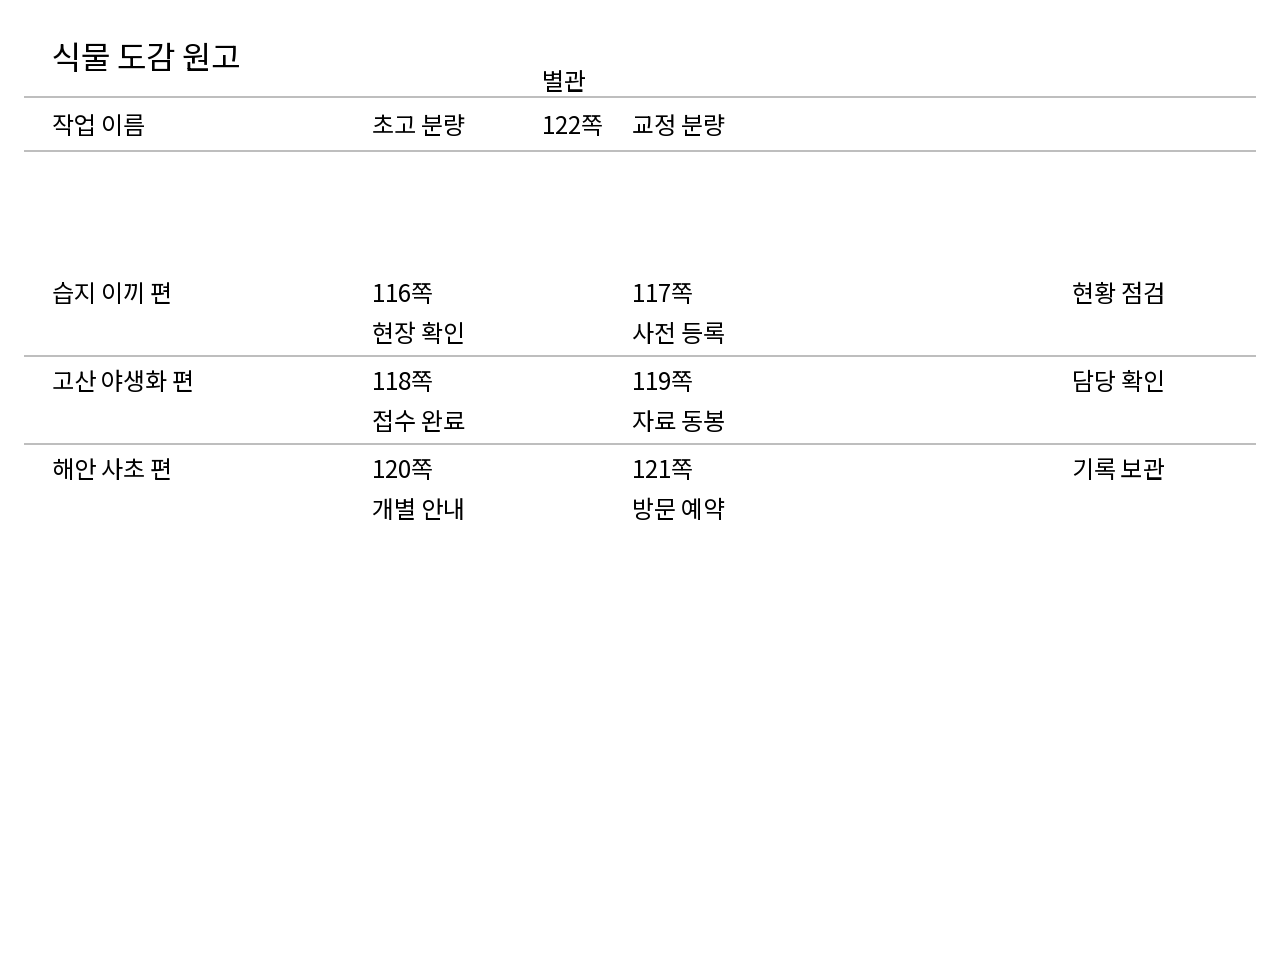 식물 도감 원고
별관
작업 이름 초고 분량 122쪽 교정 분량
습지 이끼 편 116쪽 117쪽 현황 점검
현장 확인 사전 등록
고산 야생화 편 118쪽 119쪽 담당 확인
접수 완료 자료 동봉
해안 사초 편 120쪽 121쪽 기록 보관
개별 안내 방문 예약